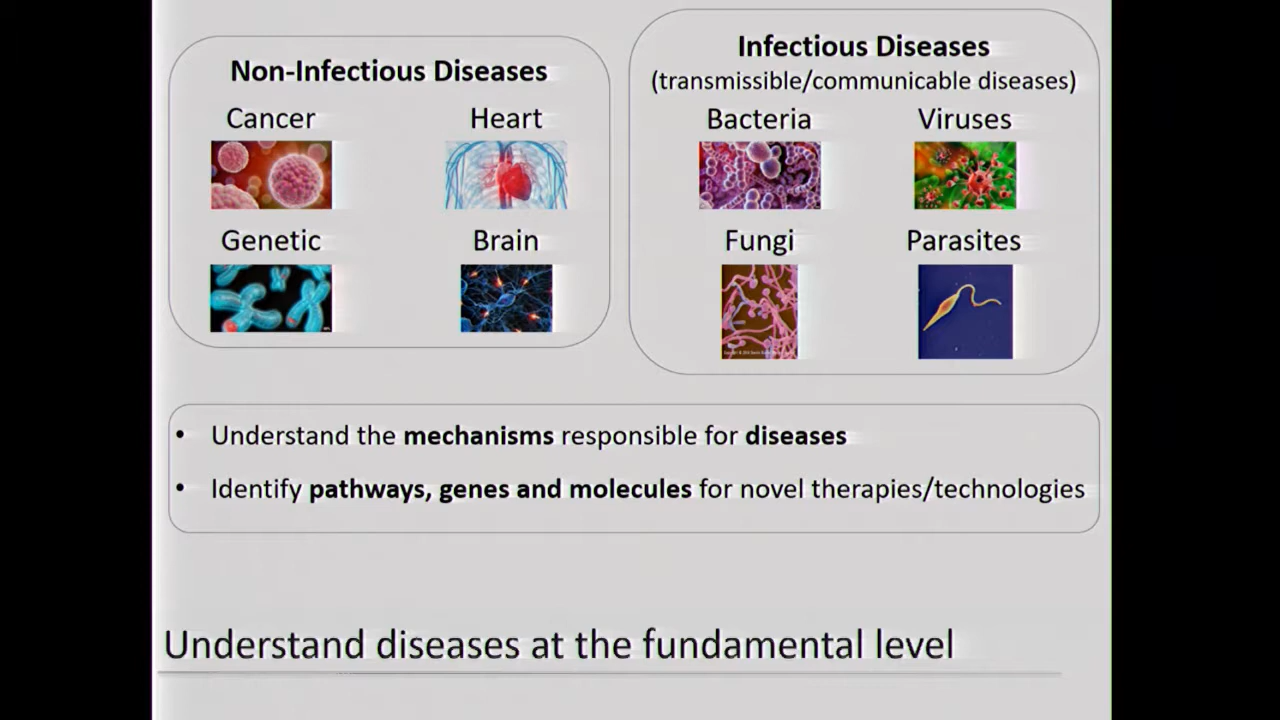 Non-Infectious Diseases
Cancer
Heart
Genetic
Brain
Infectious Diseases
(transmissible/communicable diseases)
Bacteria
Viruses
Fungi
Parasites
• Understand the mechanisms responsible for diseases
• Identify pathways, genes and molecules for novel therapies/technologies
Understand diseases at the fundamental level